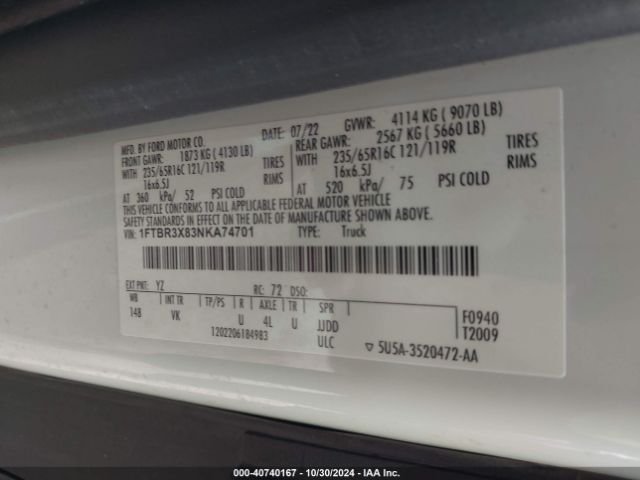 MFD. BY FORD MOTOR CO.
DATE: 07/22 GVWR: 4114 KG ( 9070 LB)
FRONT GAWR: 1873 KG ( 4130 LB)
REAR GAWR: 2567 KG ( 5660 LB)
WITH 235/65R16C 121/119R TIRES
WITH 235/65R16C 121/119R TIRES
16x6.5J RIMS
16x6.5J RIMS
AT 360 kPa/ 52 PSI COLD
AT 520 kPa/ 75 PSI COLD
THIS VEHICLE CONFORMS TO ALL APPLICABLE FEDERAL MOTOR VEHICLE
SAFETY STANDARDS IN EFFECT ON THE DATE OF MANUFACTURE SHOWN ABOVE.
VIN: 1FTBR3X83NKA74701 TYPE: Truck
EXT PNT: YZ RC: 72 DSO:
WB INT TR TP/PS R AXLE TR SPR
148 VK U 4L U JJDD
1202206184983 ULC
F0940
T2009
▽ 5U5A-3520472-AA
000-40740167 - 10/30/2024 - IAA Inc.